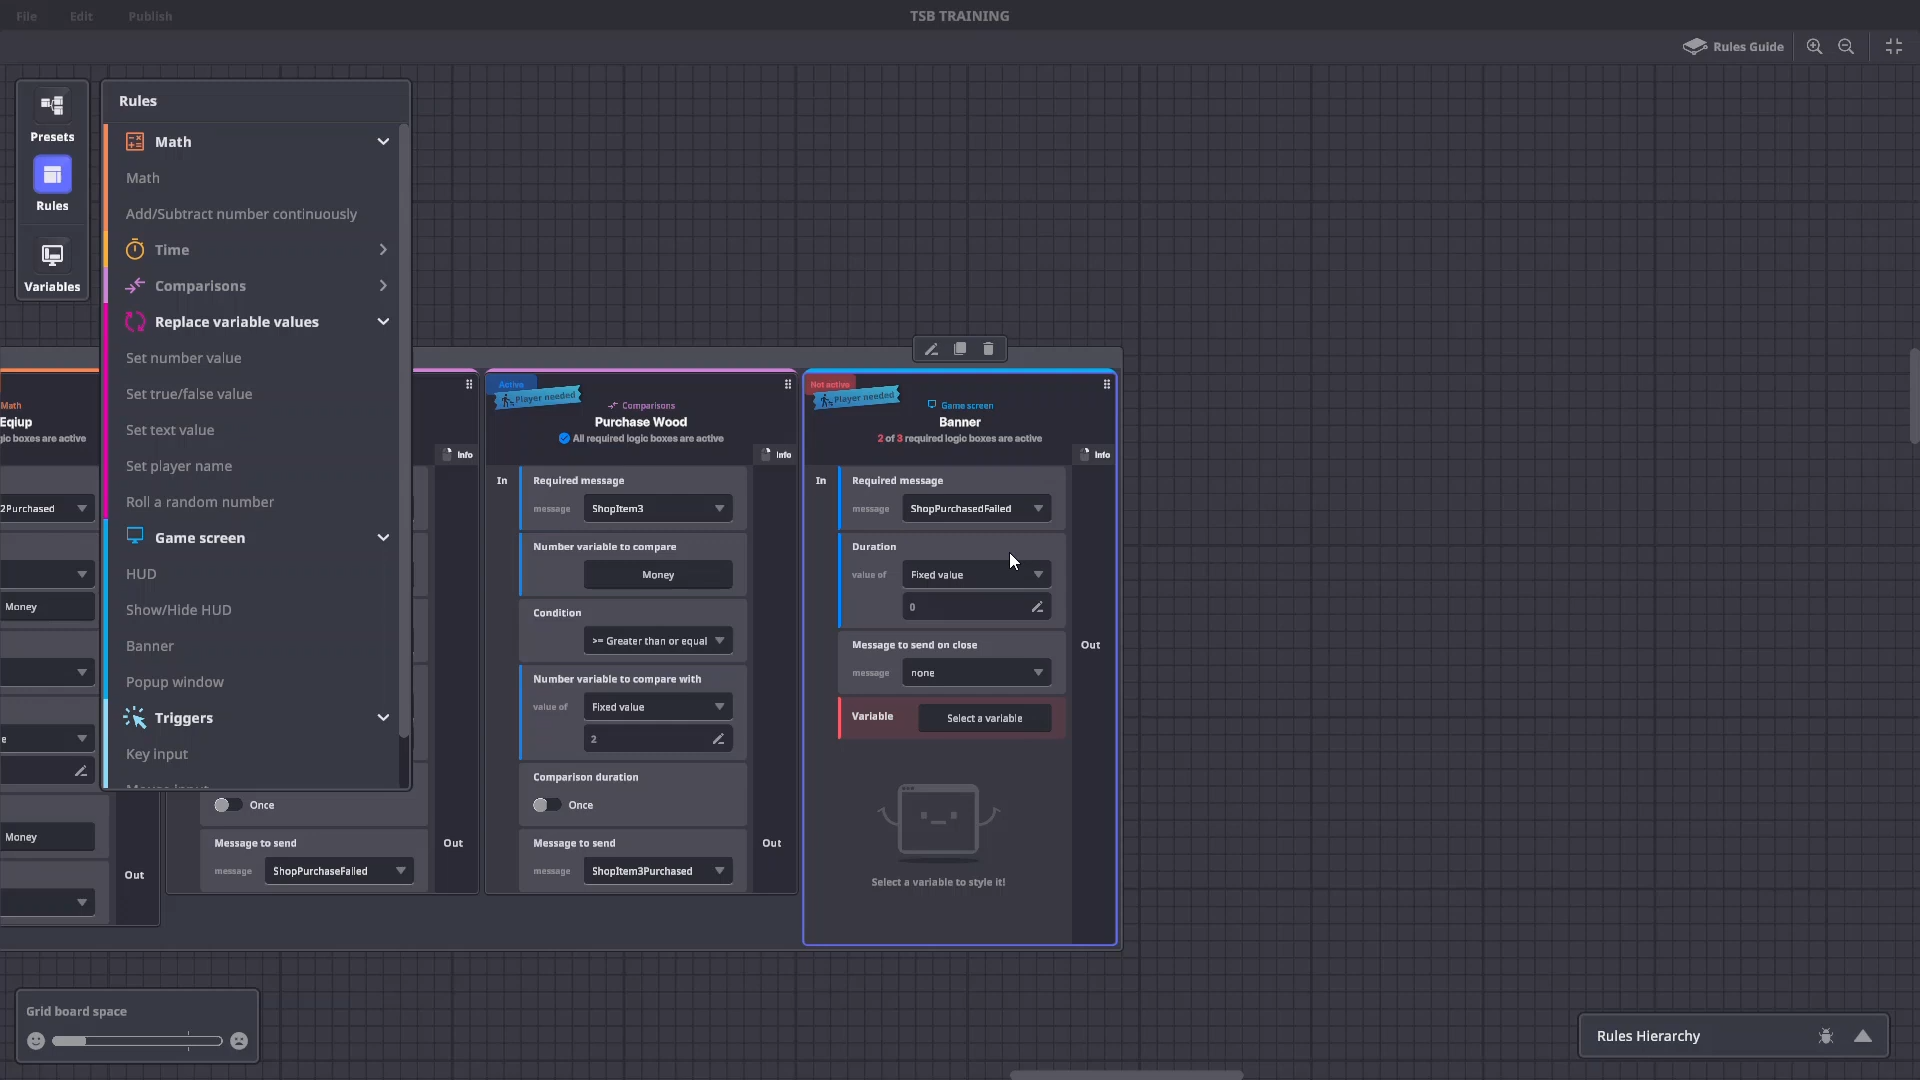 File
Edit
Publish
TSB TRAINING
Rules Guide
Presets
Rules
Variables
Rules
Math
Math
Add/Subtract number continuously
Time
Comparisons
Replace variable values
Set number value
Set true/false value
Set text value
Set player name
Roll a random number
Game screen
HUD
Show/Hide HUD
Banner
Popup window
Triggers
Key input
Math
Eqiup
gic boxes are active
2Purchased
Money
e
Money
Out
Info
Once
Message to send
message
ShopPurchaseFailed
Out
Active
Player needed
Comparisons
Purchase Wood
All required logic boxes are active
Info
In
Required message
message
ShopItem3
Number variable to compare
Money
Condition
>= Greater than or equal
Number variable to compare with
value of
Fixed value
2
Comparison duration
Once
Message to send
message
ShopItem3Purchased
Out
Not active
Player needed
Game screen
Banner
2 of 3 required logic boxes are active
Info
In
Required message
message
ShopPurchasedFailed
Duration
value of
Fixed value
0
Message to send on close
message
none
Out
Variable
Select a variable
Select a variable to style it!
Grid board space
Rules Hierarchy